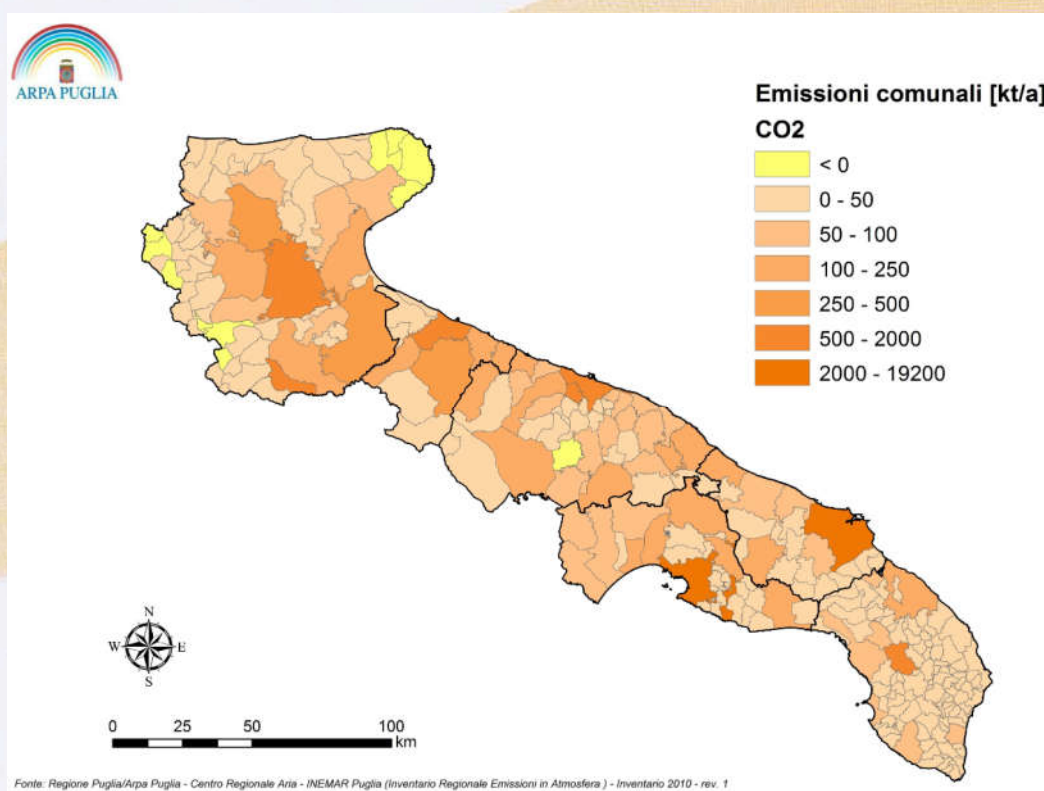 ARPA PUGLIA
Emissioni comunali [kt/a]
CO2
< 0
0 - 50
50 - 100
100 - 250
250 - 500
500 - 2000
2000 - 19200
N
W E
S
0 25 50 100
km
Fonte: Regione Puglia/Arpa Puglia - Centro Regionale Aria - INEMAR Puglia (Inventario Regionale Emissioni in Atmosfera ) - Inventario 2010 - rev. 1